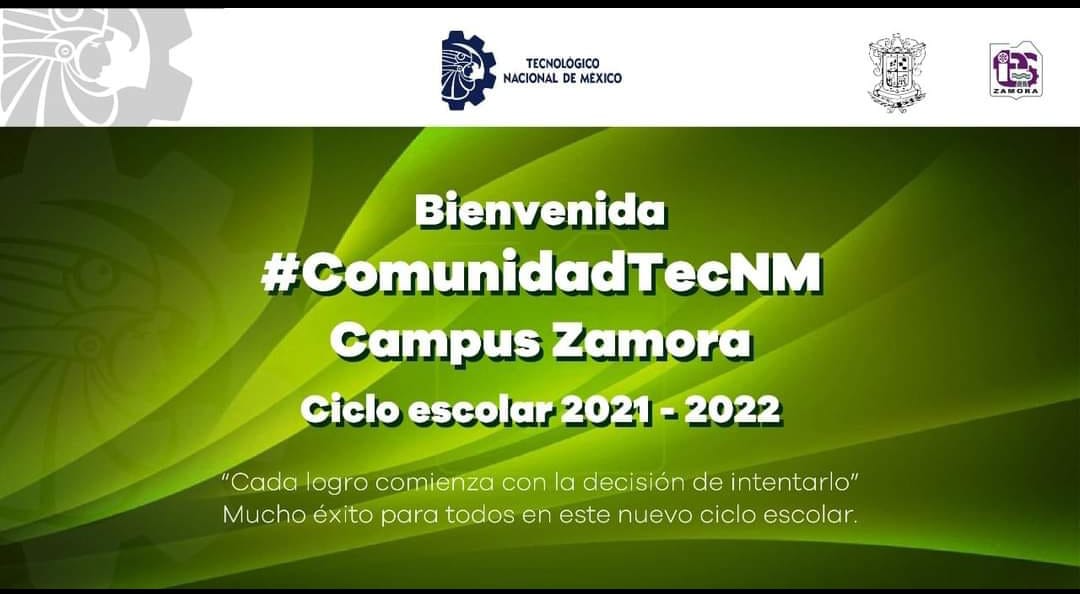 TECNOLÓGICO
NACIONAL DE MÉXICO
ZAMORA
Bienvenida
#ComunidadTecNM
Campus Zamora
Ciclo escolar 2021 - 2022
“Cada logro comienza con la decisión de intentarlo”
Mucho éxito para todos en este nuevo ciclo escolar.